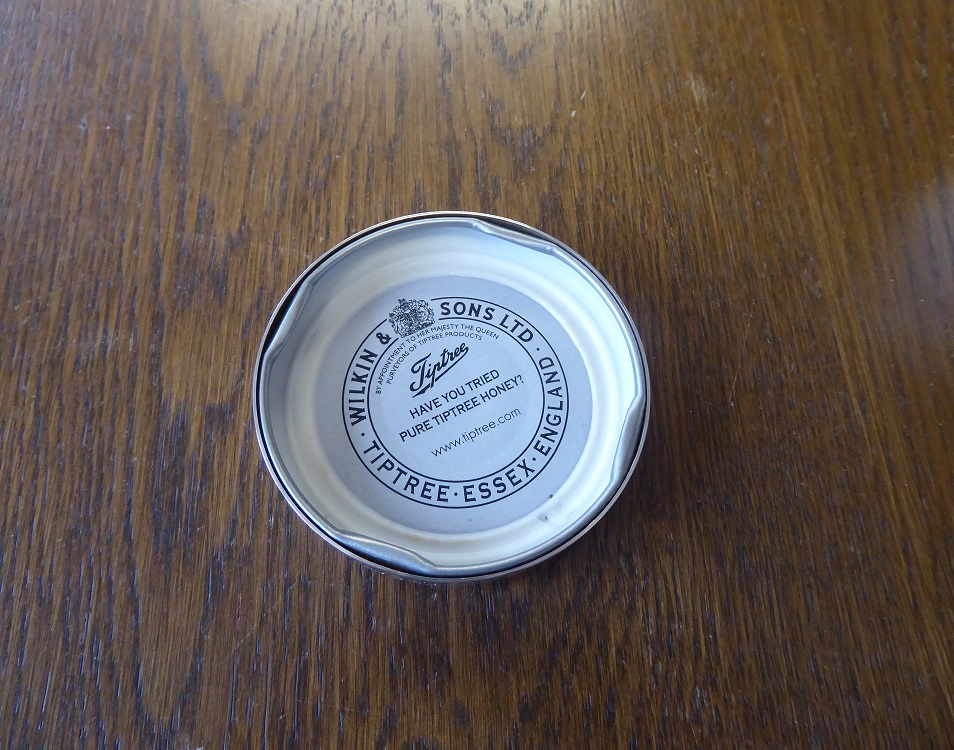 WILKIN & SONS LTD · ENGLAND · ESSEX · TIPTREE ·
BY APPOINTMENT TO HER MAJESTY THE QUEEN
PURVEYORS OF TIPTREE PRODUCTS
Tiptree
HAVE YOU TRIED
PURE TIPTREE HONEY?
www.tiptree.com